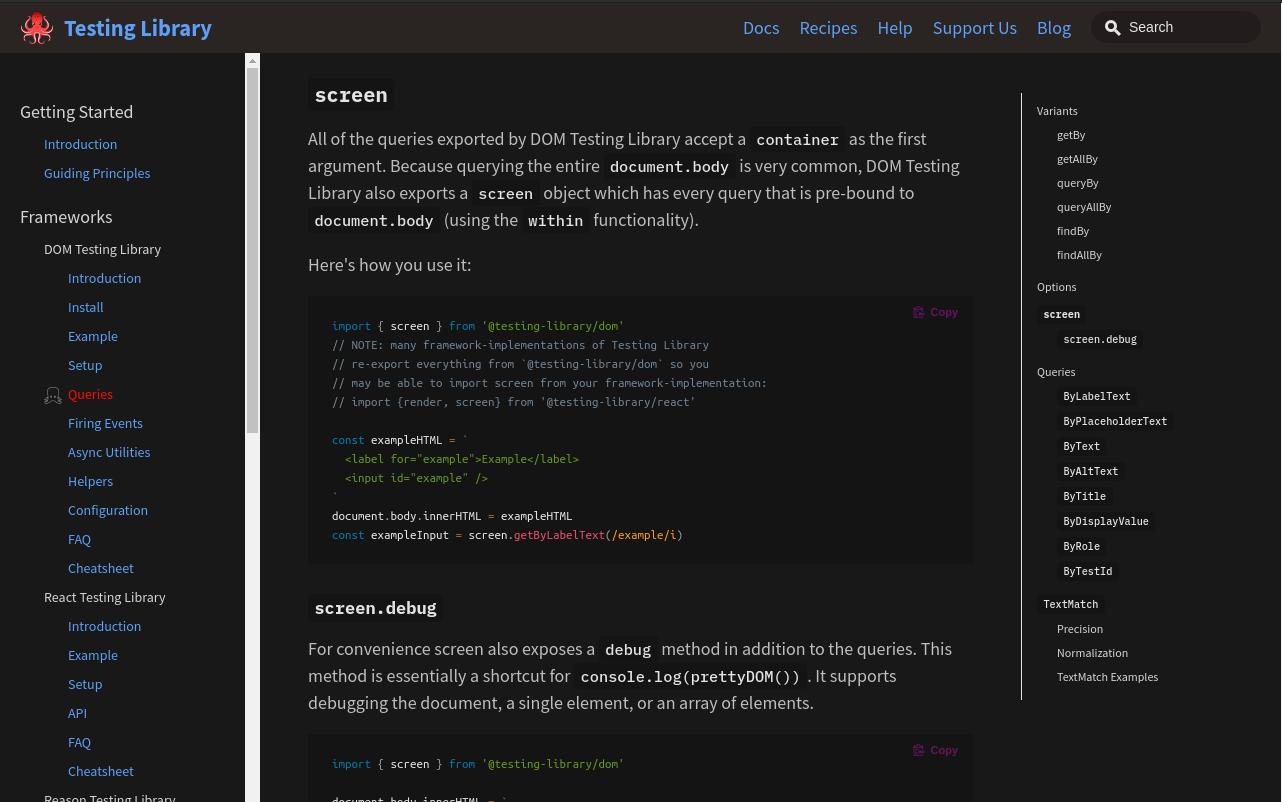 Testing Library
Docs
Recipes
Help
Support Us
Blog
Search
Getting Started
Introduction
Guiding Principles
Frameworks
DOM Testing Library
Introduction
Install
Example
Setup
Queries
Firing Events
Async Utilities
Helpers
Configuration
FAQ
Cheatsheet
React Testing Library
Introduction
Example
Setup
API
FAQ
Cheatsheet
Reason Testing Library
screen
All of the queries exported by DOM Testing Library accept a container as the first
argument. Because querying the entire document.body is very common, DOM Testing
Library also exports a screen object which has every query that is pre-bound to
document.body (using the within functionality).
Here's how you use it:
Copy
import { screen } from '@testing-library/dom'
// NOTE: many framework-implementations of Testing Library
// re-export everything from `@testing-library/dom` so you
// may be able to import screen from your framework-implementation:
// import {render, screen} from '@testing-library/react'
const exampleHTML = `
<label for="example">Example</label>
<input id="example" />
`
document.body.innerHTML = exampleHTML
const exampleInput = screen.getByLabelText(/example/i)
screen.debug
For convenience screen also exposes a debug method in addition to the queries. This
method is essentially a shortcut for console.log(prettyDOM()) . It supports
debugging the document, a single element, or an array of elements.
Copy
import { screen } from '@testing-library/dom'
document.body.innerHTML = `
Variants
getBy
getAllBy
queryBy
queryAllBy
findBy
findAllBy
Options
screen
screen.debug
Queries
ByLabelText
ByPlaceholderText
ByText
ByAltText
ByTitle
ByDisplayValue
ByRole
ByTestId
TextMatch
Precision
Normalization
TextMatch Examples